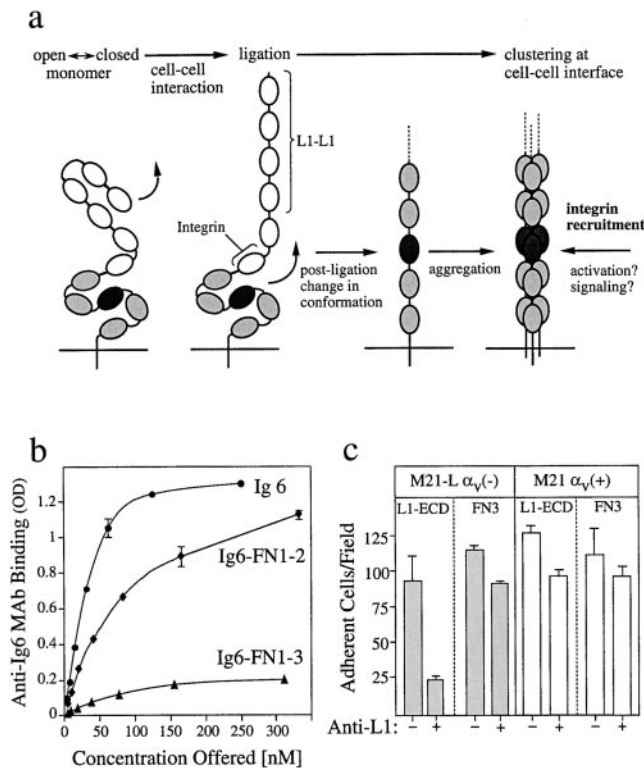 a
open ↔ closed
monomer
cell-cell
interaction
ligation
clustering at
cell-cell interface
L1-L1
Integrin
post-ligation
change in
conformation
aggregation
integrin
recruitment
activation?
signaling?
b
Anti-Ig6 MAb Binding (OD)
1.2
1
0.8
0.6
0.4
0.2
0
0 50 100 150 200 250 300
Ig 6
Ig6-FN1-2
Ig6-FN1-3
Concentration Offered [nM]
c
M21-L αv(-) M21 αv(+)
L1-ECD FN3 L1-ECD FN3
Adherent Cells/Field
125
100
75
50
25
Anti-L1: − + − + − + − +